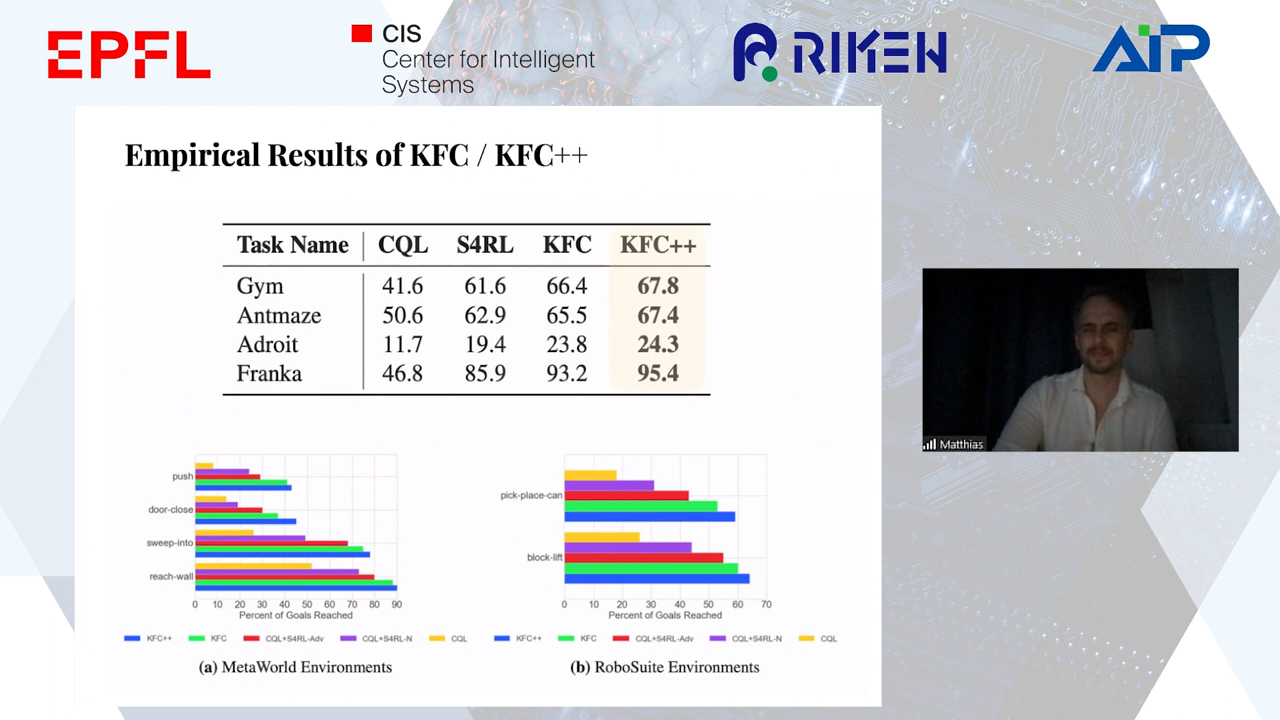 EPFL
CIS
Center for Intelligent
Systems
RIKEN
AIP
Empirical Results of KFC / KFC++
Task Name CQL S4RL KFC KFC++
Gym 41.6 61.6 66.4 67.8
Antmaze 50.6 62.9 65.5 67.4
Adroit 11.7 19.4 23.8 24.3
Franka 46.8 85.9 93.2 95.4
push
door-close
sweep-into
reach-wall
0 10 20 30 40 50 60 70 80 90
Percent of Goals Reached
KFC++ KFC CQL+S4RL-Adv CQL+S4RL-N CQL
(a) MetaWorld Environments
pick-place-can
block-lift
0 10 20 30 40 50 60 70
Percent of Goals Reached
KFC++ KFC CQL+S4RL-Adv CQL+S4RL-N CQL
(b) RoboSuite Environments
Matthias